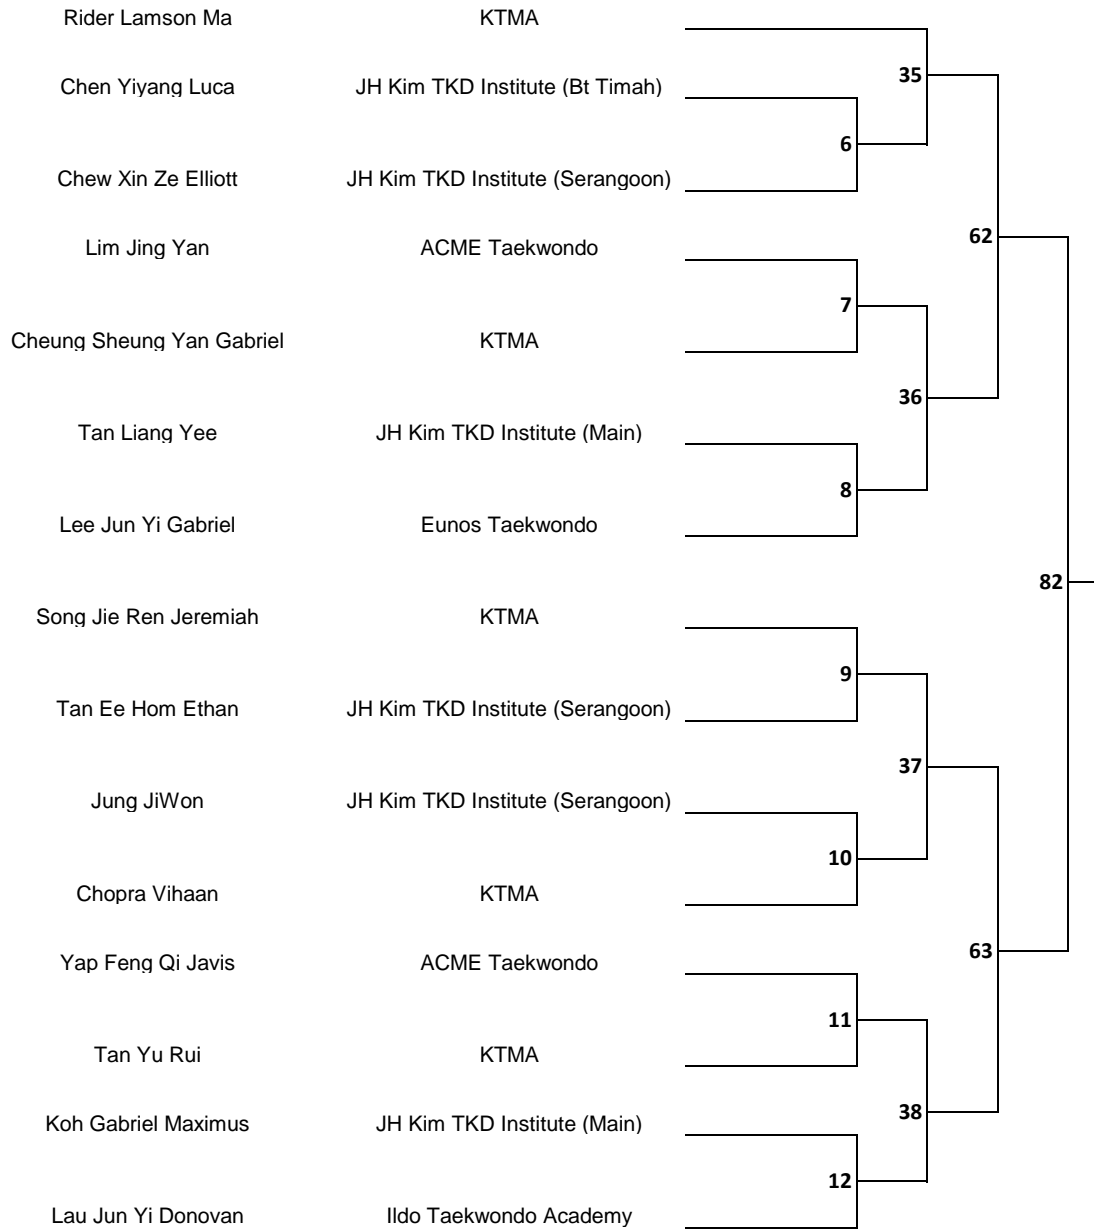 Rider Lamson Ma KTMA
35
Chen Yiyang Luca JH Kim TKD Institute (Bt Timah)
6
Chew Xin Ze Elliott JH Kim TKD Institute (Serangoon)
62
Lim Jing Yan ACME Taekwondo
7
Cheung Sheung Yan Gabriel KTMA
36
Tan Liang Yee JH Kim TKD Institute (Main)
8
Lee Jun Yi Gabriel Eunos Taekwondo
82
Song Jie Ren Jeremiah KTMA
9
Tan Ee Hom Ethan JH Kim TKD Institute (Serangoon)
37
Jung JiWon JH Kim TKD Institute (Serangoon)
10
Chopra Vihaan KTMA
63
Yap Feng Qi Javis ACME Taekwondo
11
Tan Yu Rui KTMA
38
Koh Gabriel Maximus JH Kim TKD Institute (Main)
12
Lau Jun Yi Donovan Ildo Taekwondo Academy